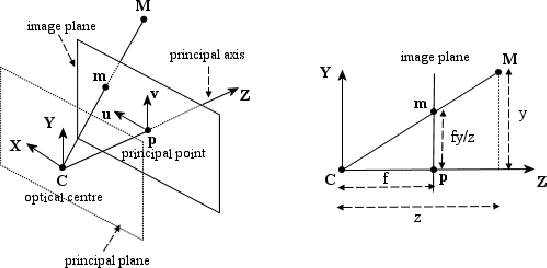 M
image plane
principal axis
m
Z
v
u
p
Y
principal point
X
C
optical centre
principal plane
image plane
Y
M
m
fy/z
y
C
f
p
Z
z